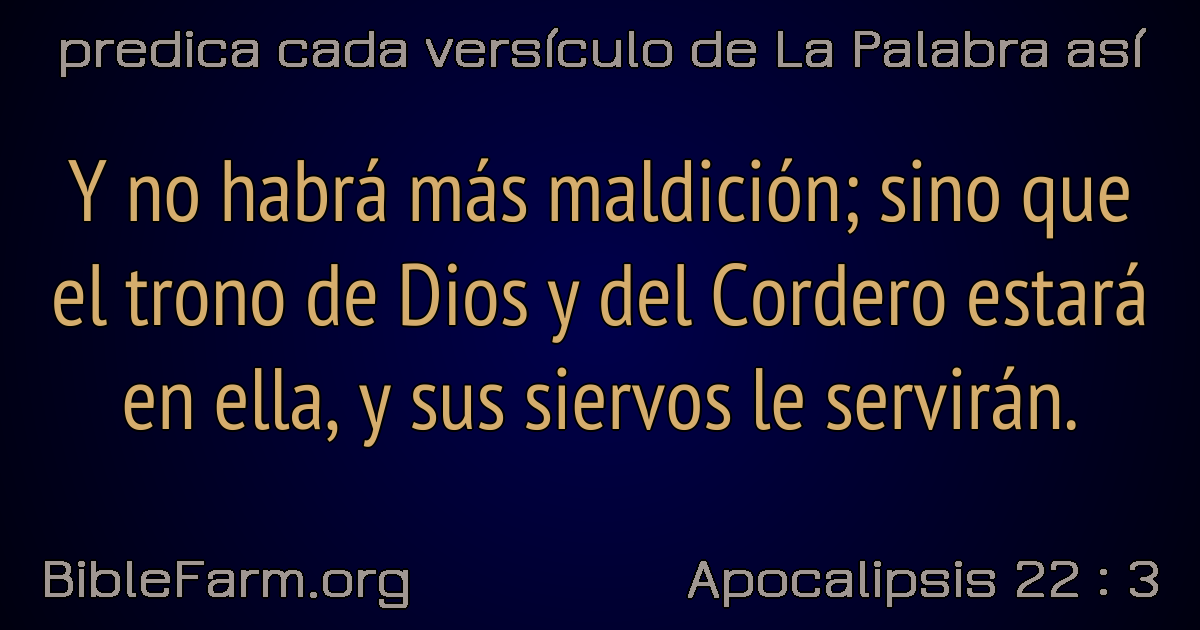 predica cada versículo de La Palabra así
Y no habrá más maldición; sino que
el trono de Dios y del Cordero estará
en ella, y sus siervos le servirán.
BibleFarm.org
Apocalipsis 22 : 3